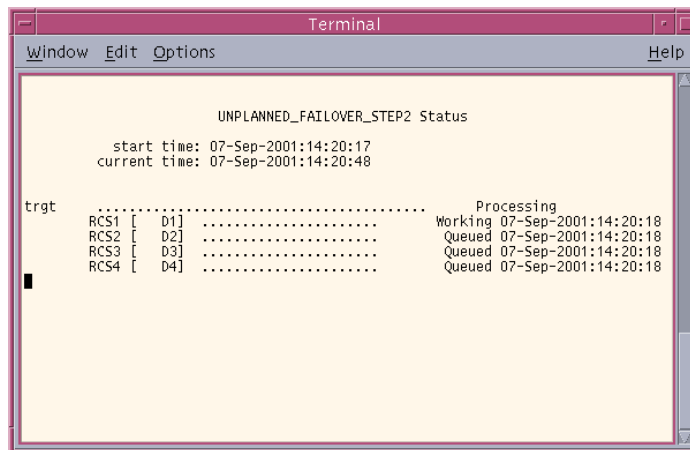 Terminal
Window Edit Options Help
UNPLANNED_FAILOVER_STEP2 Status
start time: 07-Sep-2001:14:20:17
current time: 07-Sep-2001:14:20:48
trgt ......................................... Processing
RCS1 [ D1] ...................... Working 07-Sep-2001:14:20:18
RCS2 [ D2] ...................... Queued 07-Sep-2001:14:20:18
RCS3 [ D3] ...................... Queued 07-Sep-2001:14:20:18
RCS4 [ D4] ...................... Queued 07-Sep-2001:14:20:18